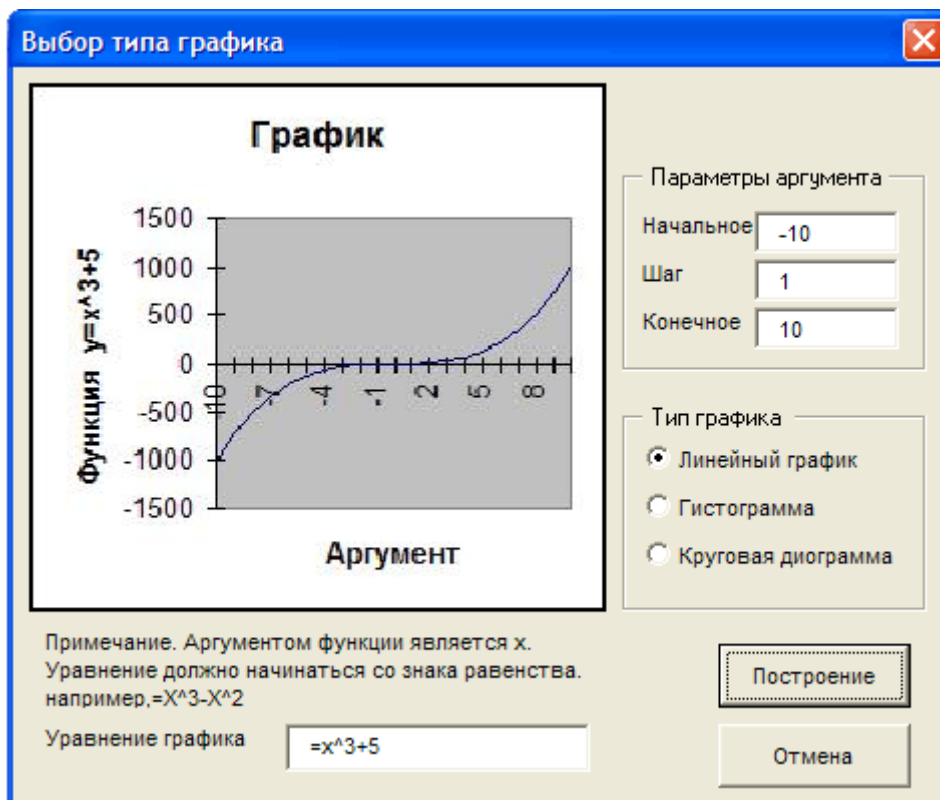 Выбор типа графика
График
Функция y=x^3+5
1500
1000
500
0
-500
-1000
-1500
-10
-7
-4
-1
2
5
8
Аргумент
Параметры аргумента
Начальное -10
Шаг 1
Конечное 10
Тип графика
Линейный график
Гистограмма
Круговая диограмма
Примечание. Аргументом функции является x.
Уравнение должно начинаться со знака равенства.
например,=X^3-X^2
Уравнение графика =x^3+5
Построение
Отмена